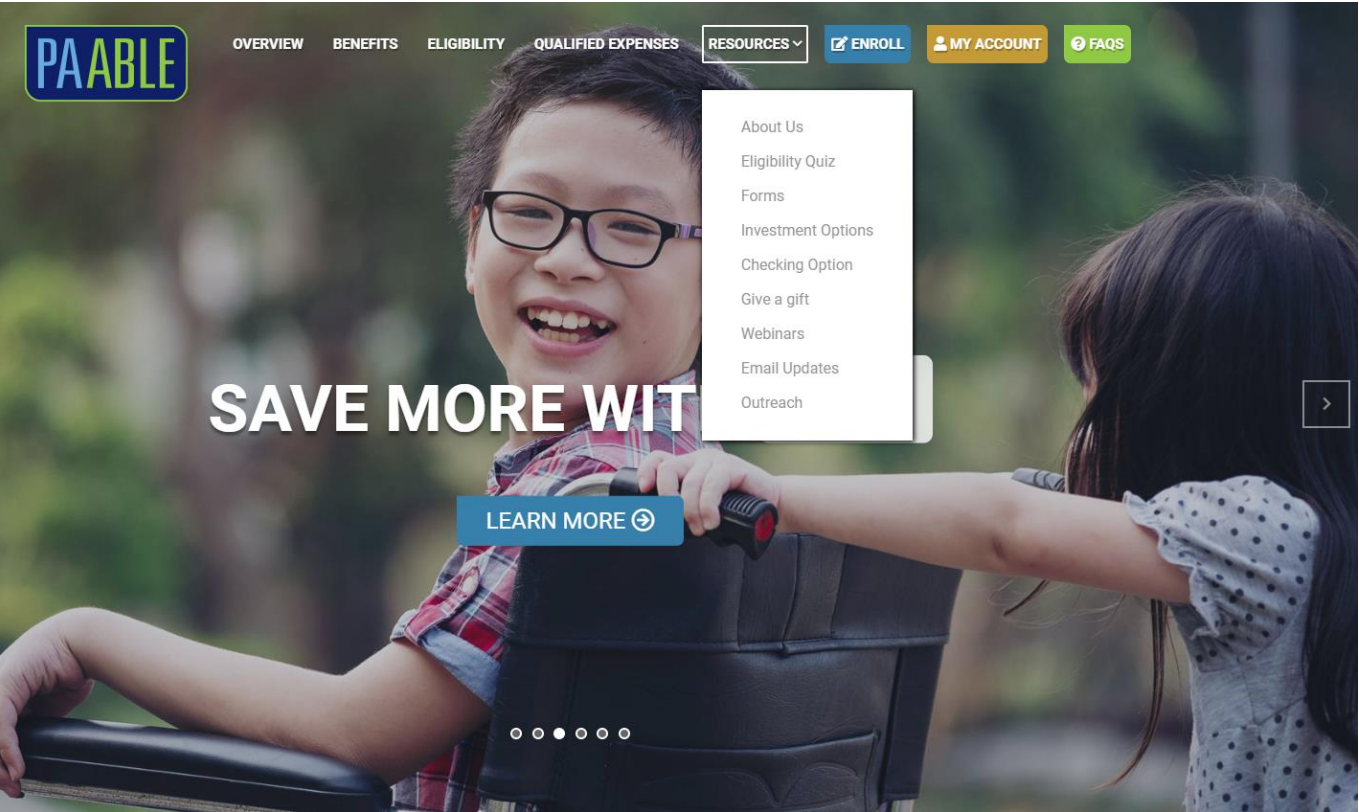 PA ABLE
OVERVIEW
BENEFITS
ELIGIBILITY
QUALIFIED EXPENSES
RESOURCES
ENROLL
MY ACCOUNT
FAQS
About Us
Eligibility Quiz
Forms
Investment Options
Checking Option
Give a gift
Webinars
Email Updates
Outreach
SAVE MORE WIT
LEARN MORE